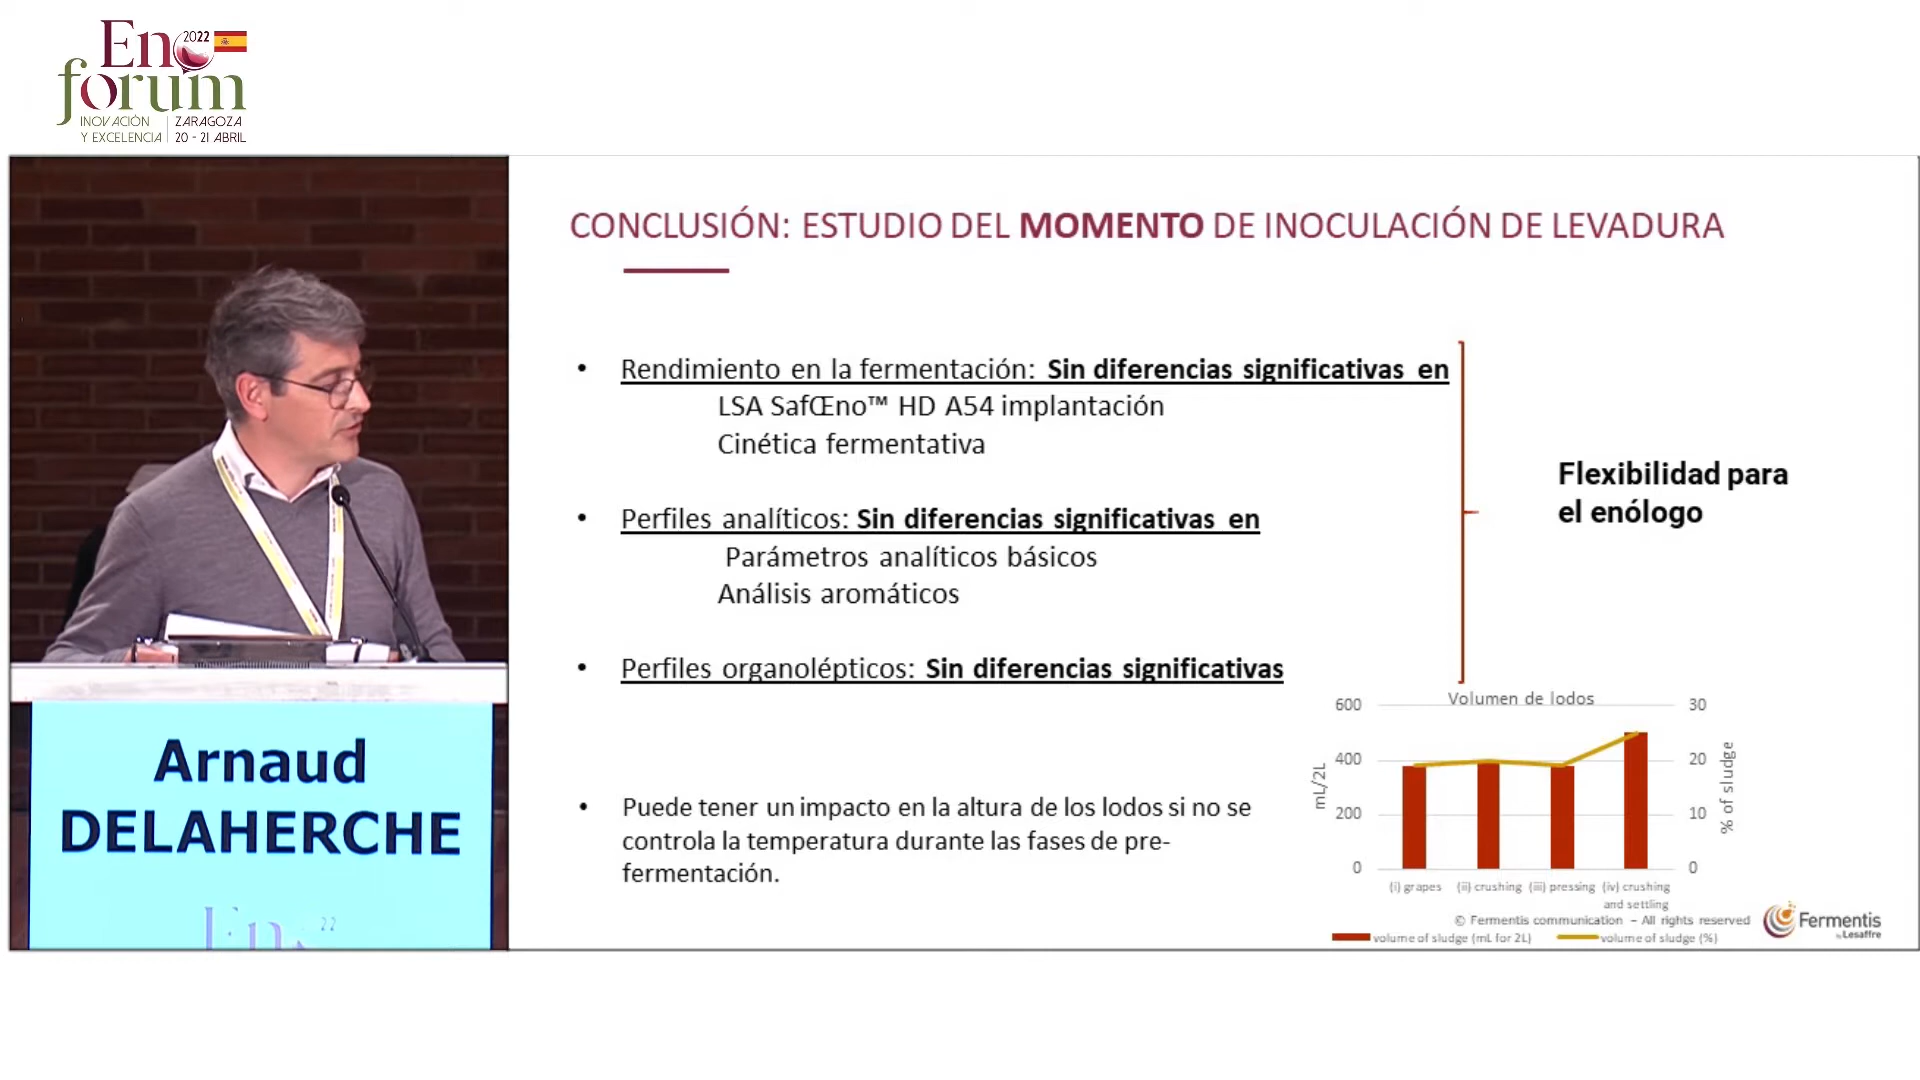 Eno
2022
forum
INOVACIÓN
Y EXCELENCIA
ZARAGOZA
20 - 21 ABRIL
CONCLUSIÓN: ESTUDIO DEL MOMENTO DE INOCULACIÓN DE LEVADURA
• Rendimiento en la fermentación: Sin diferencias significativas en
LSA SafŒno™ HD A54 implantación
Cinética fermentativa
• Perfiles analíticos: Sin diferencias significativas en
Parámetros analíticos básicos
Análisis aromáticos
• Perfiles organolépticos: Sin diferencias significativas
Flexibilidad para
el enólogo
• Puede tener un impacto en la altura de los lodos si no se
controla la temperatura durante las fases de pre-
fermentación.
Volumen de lodos
600
400
200
0
mL/2L
30
20
10
0
% of sludge
(i) grapes
(ii) crushing
(iii) pressing
(iv) crushing
and settling
© Fermentis communication – All rights reserved
volume of sludge (mL for 2L)
volume of sludge (%)
Fermentis
by Lesaffre
Arnaud
DELAHERCHE